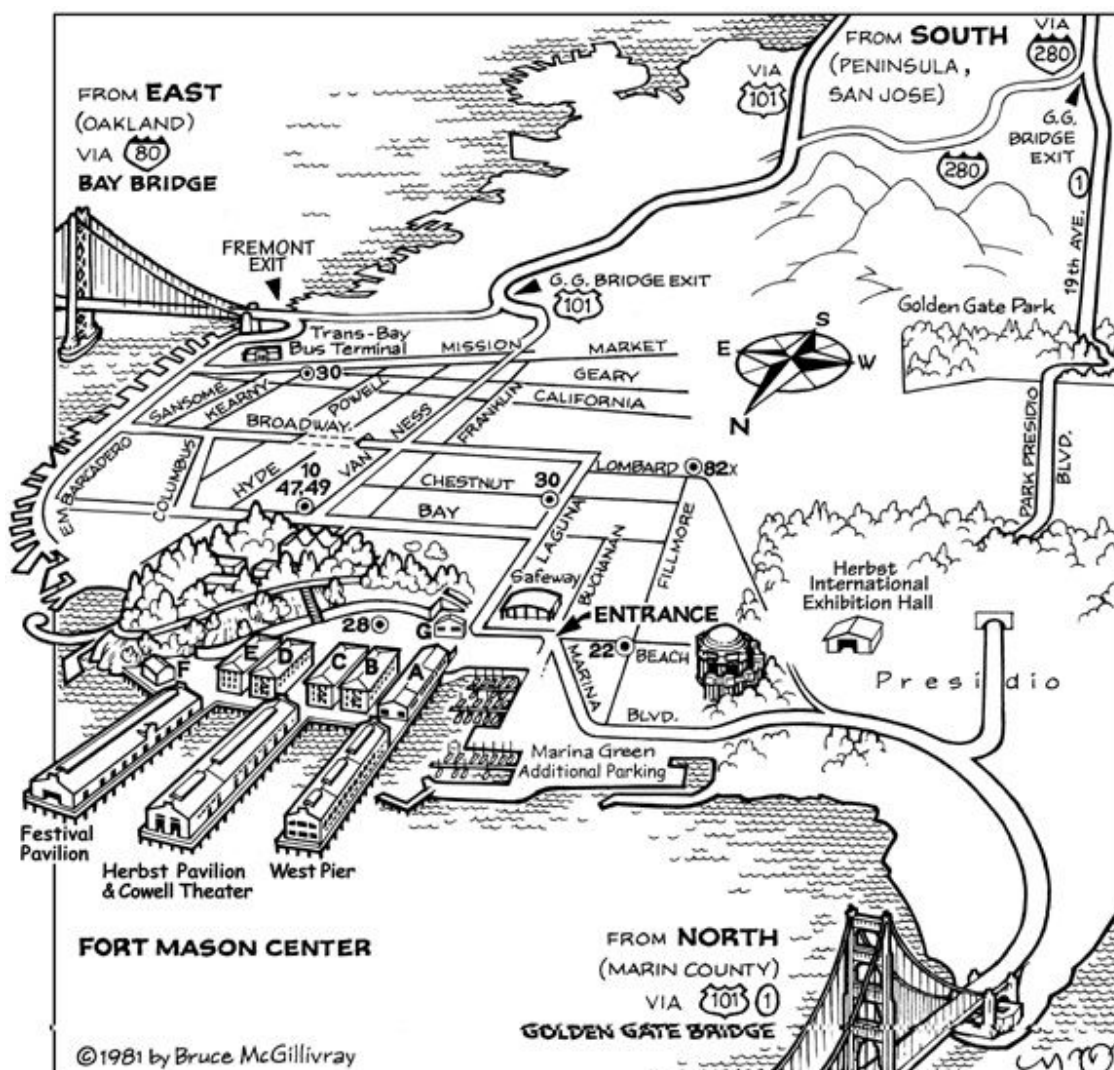 FROM EAST
(OAKLAND)
VIA 80
BAY BRIDGE
VIA
101
FROM SOUTH
(PENINSULA,
SAN JOSE)
VIA
280
G.G.
BRIDGE
EXIT
280
1
19th AVE.
FREMONT
EXIT
G.G. BRIDGE EXIT
101
Golden Gate Park
Trans-Bay
Bus Terminal
MISSION
MARKET
30
GEARY
CALIFORNIA
SANSOME
KEARNY
POWELL
BROADWAY
VAN NESS
FRANKLIN
S
E
W
N
EMBARCADERO
COLUMBUS
HYDE
10
47,49
CHESTNUT
30
BAY
LOMBARD
82x
LAGUNA
BUCHANAN
FILLMORE
PARK PRESIDIO
BLVD.
Safeway
ENTRANCE
Herbst
International
Exhibition Hall
28
G
22
BEACH
Presidio
F
E
D
C
B
A
MARINA
BLVD.
Marina Green
Additional Parking
Festival
Pavilion
Herbst Pavilion
& Cowell Theater
West Pier
FORT MASON CENTER
FROM NORTH
(MARIN COUNTY)
VIA 101 1
GOLDEN GATE BRIDGE
©1981 by Bruce McGillivray